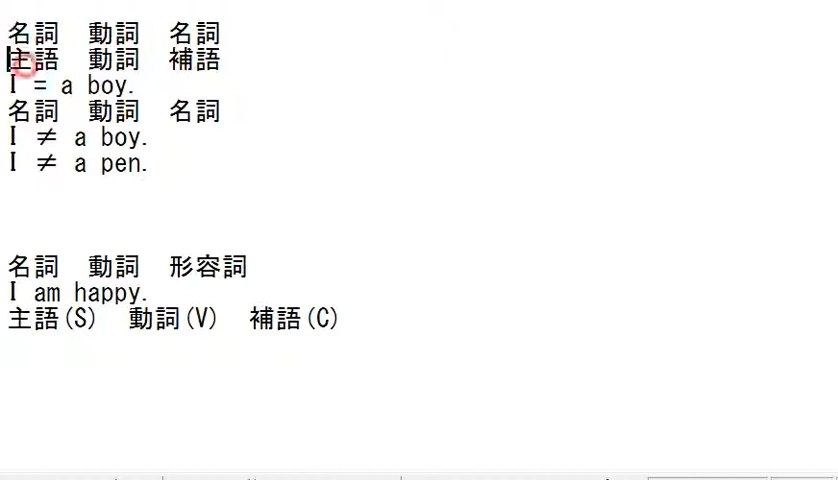 名詞　動詞　名詞
主語　動詞　補語
I = a boy.
名詞　動詞　名詞
I ≠ a boy.
I ≠ a pen.
名詞　動詞　形容詞
I am happy.
主語(S)　動詞(V)　補語(C)